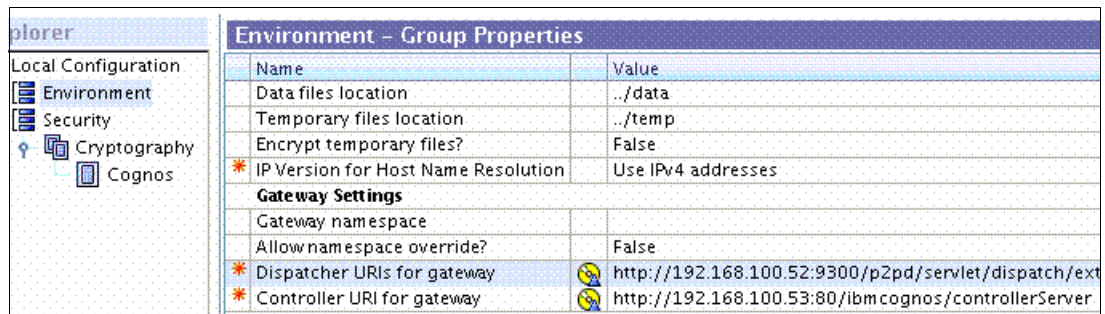 plorer
Local Configuration
Environment
Security
Cryptography
Cognos
Environment – Group Properties
Name Value
Data files location ../data
Temporary files location ../temp
Encrypt temporary files? False
* IP Version for Host Name Resolution Use IPv4 addresses
Gateway Settings
Gateway namespace
Allow namespace override? False
* Dispatcher URIs for gateway http://192.168.100.52:9300/p2pd/servlet/dispatch/ext
* Controller URI for gateway http://192.168.100.53:80/ibmcognos/controllerServer